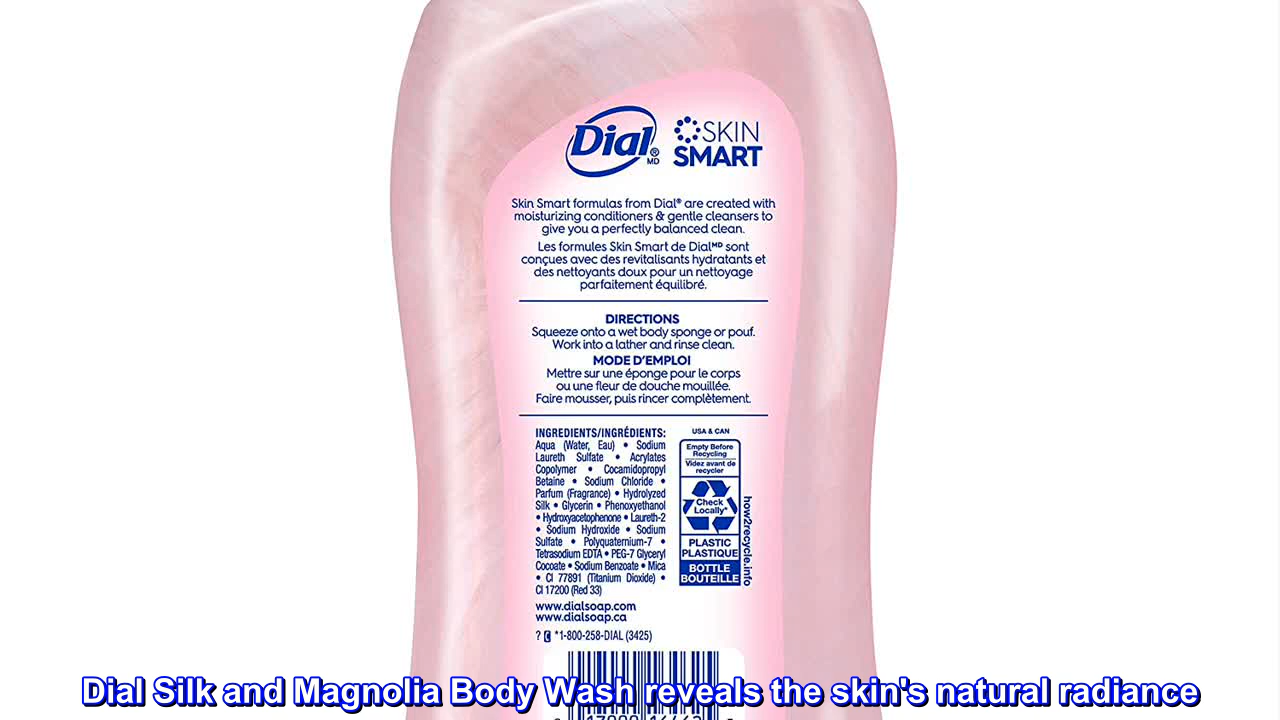 Dial® MD
SKIN
SMART
Skin Smart formulas from Dial® are created with
moisturizing conditioners & gentle cleansers to
give you a perfectly balanced clean.
Les formules Skin Smart de Dialᴹᴰ sont
conçues avec des revitalisants hydratants et
des nettoyants doux pour un nettoyage
parfaitement équilibré.
DIRECTIONS
Squeeze onto a wet body sponge or pouf.
Work into a lather and rinse clean.
MODE D'EMPLOI
Mettre sur une éponge pour le corps
ou une fleur de douche mouillée.
Faire mousser, puis rincer complètement.
INGREDIENTS/INGRÉDIENTS:
Aqua (Water, Eau) • Sodium
Laureth Sulfate • Acrylates
Copolymer • Cocamidopropyl
Betaine • Sodium Chloride •
Parfum (Fragrance) • Hydrolyzed
Silk • Glycerin • Phenoxyethanol
• Hydroxyacetophenone • Laureth-2
• Sodium Hydroxide • Sodium
Sulfate • Polyquaternium-7 •
Tetrasodium EDTA • PEG-7 Glyceryl
Cocoate • Sodium Benzoate • Mica
• CI 77891 (Titanium Dioxide) •
CI 17200 (Red 33)
USA & CAN
Empty Before
Recycling
Videz avant de
recycler
Check
Locally*
PLASTIC
PLASTIQUE
BOTTLE
BOUTEILLE
how2recycle.info
www.dialsoap.com
www.dialsoap.ca
? *1-800-258-DIAL (3425)
Dial Silk and Magnolia Body Wash reveals the skin's natural radiance